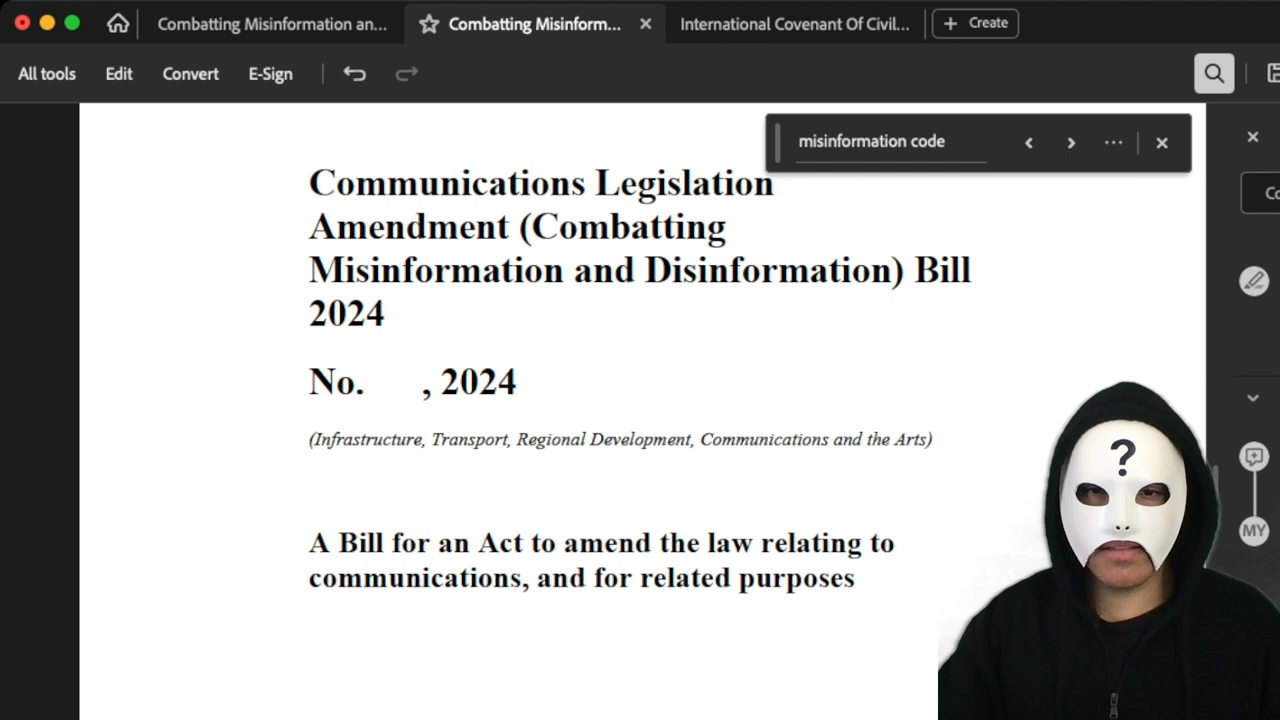 Combatting Misinformation an...
Combatting Misinform...
International Covenant Of Civil...
Create
All tools
Edit
Convert
E-Sign
misinformation code
Communications Legislation
Amendment (Combatting
Misinformation and Disinformation) Bill
2024
No. , 2024
(Infrastructure, Transport, Regional Development, Communications and the Arts)
A Bill for an Act to amend the law relating to
communications, and for related purposes
?
MY